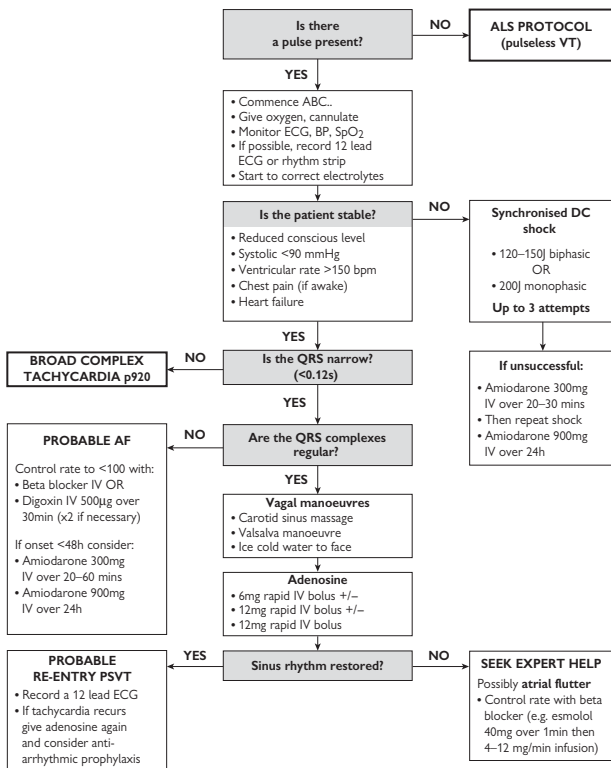 Is there
a pulse present?
NO
ALS PROTOCOL
(pulseless VT)
YES
• Commence ABC..
• Give oxygen, cannulate
• Monitor ECG, BP, SpO₂
• If possible, record 12 lead
ECG or rhythm strip
• Start to correct electrolytes
Is the patient stable?
• Reduced conscious level
• Systolic <90 mmHg
• Ventricular rate >150 bpm
• Chest pain (if awake)
• Heart failure
NO
Synchronised DC
shock
• 120–150J biphasic
OR
• 200J monophasic
Up to 3 attempts
If unsuccessful:
• Amiodarone 300mg
IV over 20–30 mins
• Then repeat shock
• Amiodarone 900mg
IV over 24h
YES
Is the QRS narrow?
(<0.12s)
NO
BROAD COMPLEX
TACHYCARDIA p920
YES
Are the QRS complexes
regular?
NO
PROBABLE AF
Control rate to <100 with:
• Beta blocker IV OR
• Digoxin IV 500µg over
30min (x2 if necessary)
If onset <48h consider:
• Amiodarone 300mg
IV over 20–60 mins
• Amiodarone 900mg
IV over 24h
YES
Vagal manoeuvres
• Carotid sinus massage
• Valsalva manoeuvre
• Ice cold water to face
Adenosine
• 6mg rapid IV bolus +/–
• 12mg rapid IV bolus +/–
• 12mg rapid IV bolus
Sinus rhythm restored?
YES
PROBABLE
RE-ENTRY PSVT
• Record a 12 lead ECG
• If tachycardia recurs
give adenosine again
and consider anti-
arrhythmic prophylaxis
NO
SEEK EXPERT HELP
Possibly atrial flutter
• Control rate with beta
blocker (e.g. esmolol
40mg over 1min then
4–12 mg/min infusion)